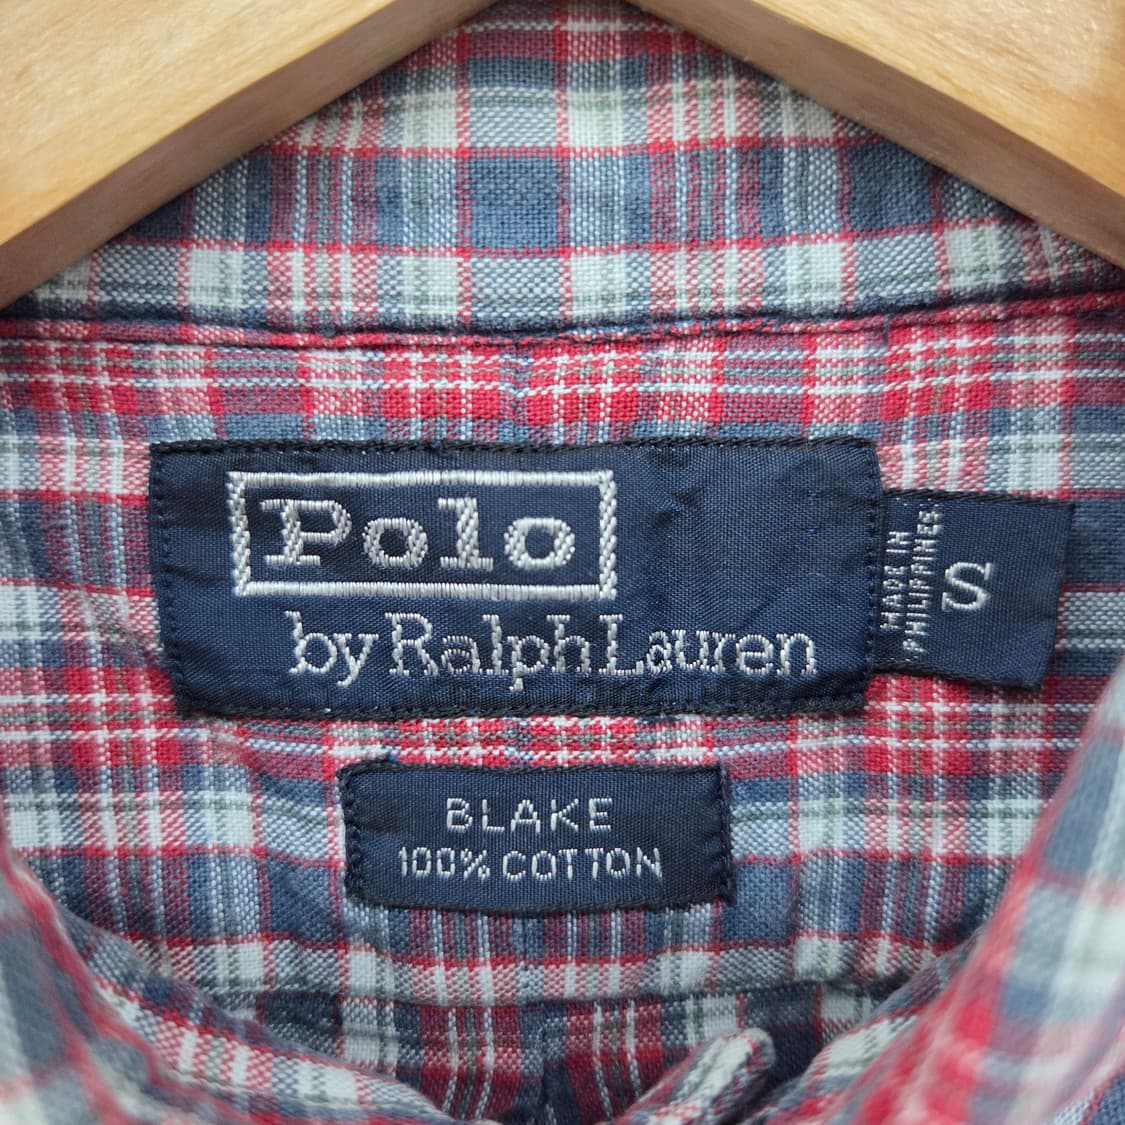 Polo
by Ralph Lauren
MADE IN
PHILIPPINES
S
BLAKE
100% COTTON